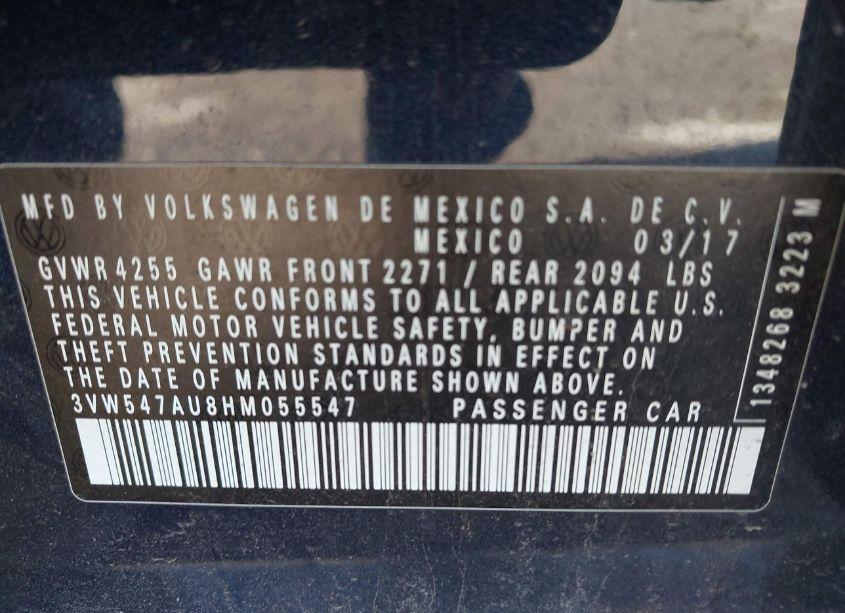 MFD BY VOLKSWAGEN DE MEXICO S.A. DE C.V.
MEXICO 03/17
GVWR 4255 GAWR FRONT 2271 / REAR 2094 LBS
THIS VEHICLE CONFORMS TO ALL APPLICABLE U.S.
FEDERAL MOTOR VEHICLE SAFETY, BUMPER AND
THEFT PREVENTION STANDARDS IN EFFECT ON
THE DATE OF MANUFACTURE SHOWN ABOVE.
3VW547AU8HM055547 PASSENGER CAR
1348268 3223 M